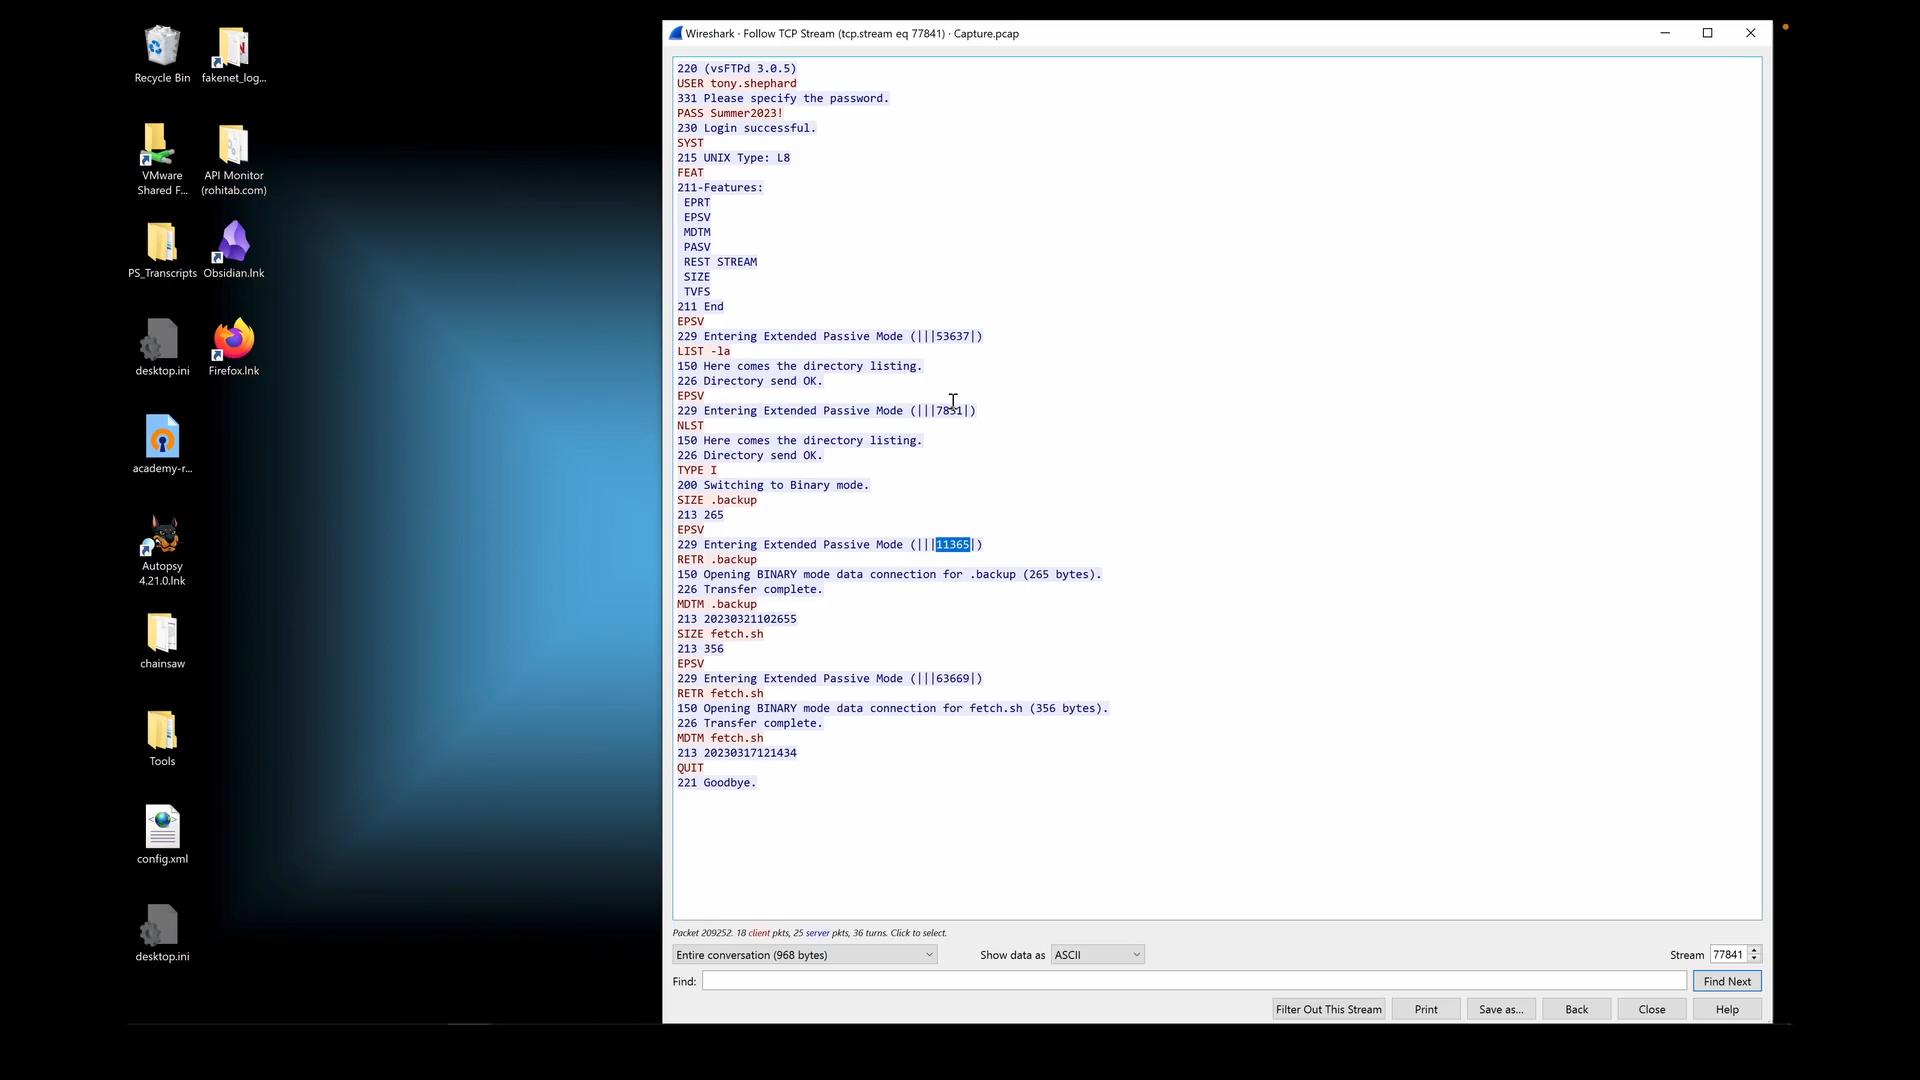 Recycle Bin
fakenet_log...
VMware Shared F...
API Monitor (rohitab.com)
PS_Transcripts
Obsidian.lnk
desktop.ini
Firefox.lnk
academy-r...
Autopsy 4.21.0.lnk
chainsaw
Tools
config.xml
desktop.ini
Wireshark · Follow TCP Stream (tcp.stream eq 77841) · Capture.pcap
220 (vsFTPd 3.0.5)
USER tony.shephard
331 Please specify the password.
PASS Summer2023!
230 Login successful.
SYST
215 UNIX Type: L8
FEAT
211-Features:
EPRT
EPSV
MDTM
PASV
REST STREAM
SIZE
TVFS
211 End
EPSV
229 Entering Extended Passive Mode (|||53637|)
LIST -la
150 Here comes the directory listing.
226 Directory send OK.
EPSV
229 Entering Extended Passive Mode (|||7851|)
NLST
150 Here comes the directory listing.
226 Directory send OK.
TYPE I
200 Switching to Binary mode.
SIZE .backup
213 265
EPSV
229 Entering Extended Passive Mode (|||11365|)
RETR .backup
150 Opening BINARY mode data connection for .backup (265 bytes).
226 Transfer complete.
MDTM .backup
213 20230321102655
SIZE fetch.sh
213 356
EPSV
229 Entering Extended Passive Mode (|||63669|)
RETR fetch.sh
150 Opening BINARY mode data connection for fetch.sh (356 bytes).
226 Transfer complete.
MDTM fetch.sh
213 20230317121434
QUIT
221 Goodbye.
Packet 209252. 18 client pkts, 25 server pkts, 36 turns. Click to select.
Entire conversation (968 bytes)
Show data as ASCII
Stream 77841
Find:
Find Next
Filter Out This Stream
Print
Save as...
Back
Close
Help